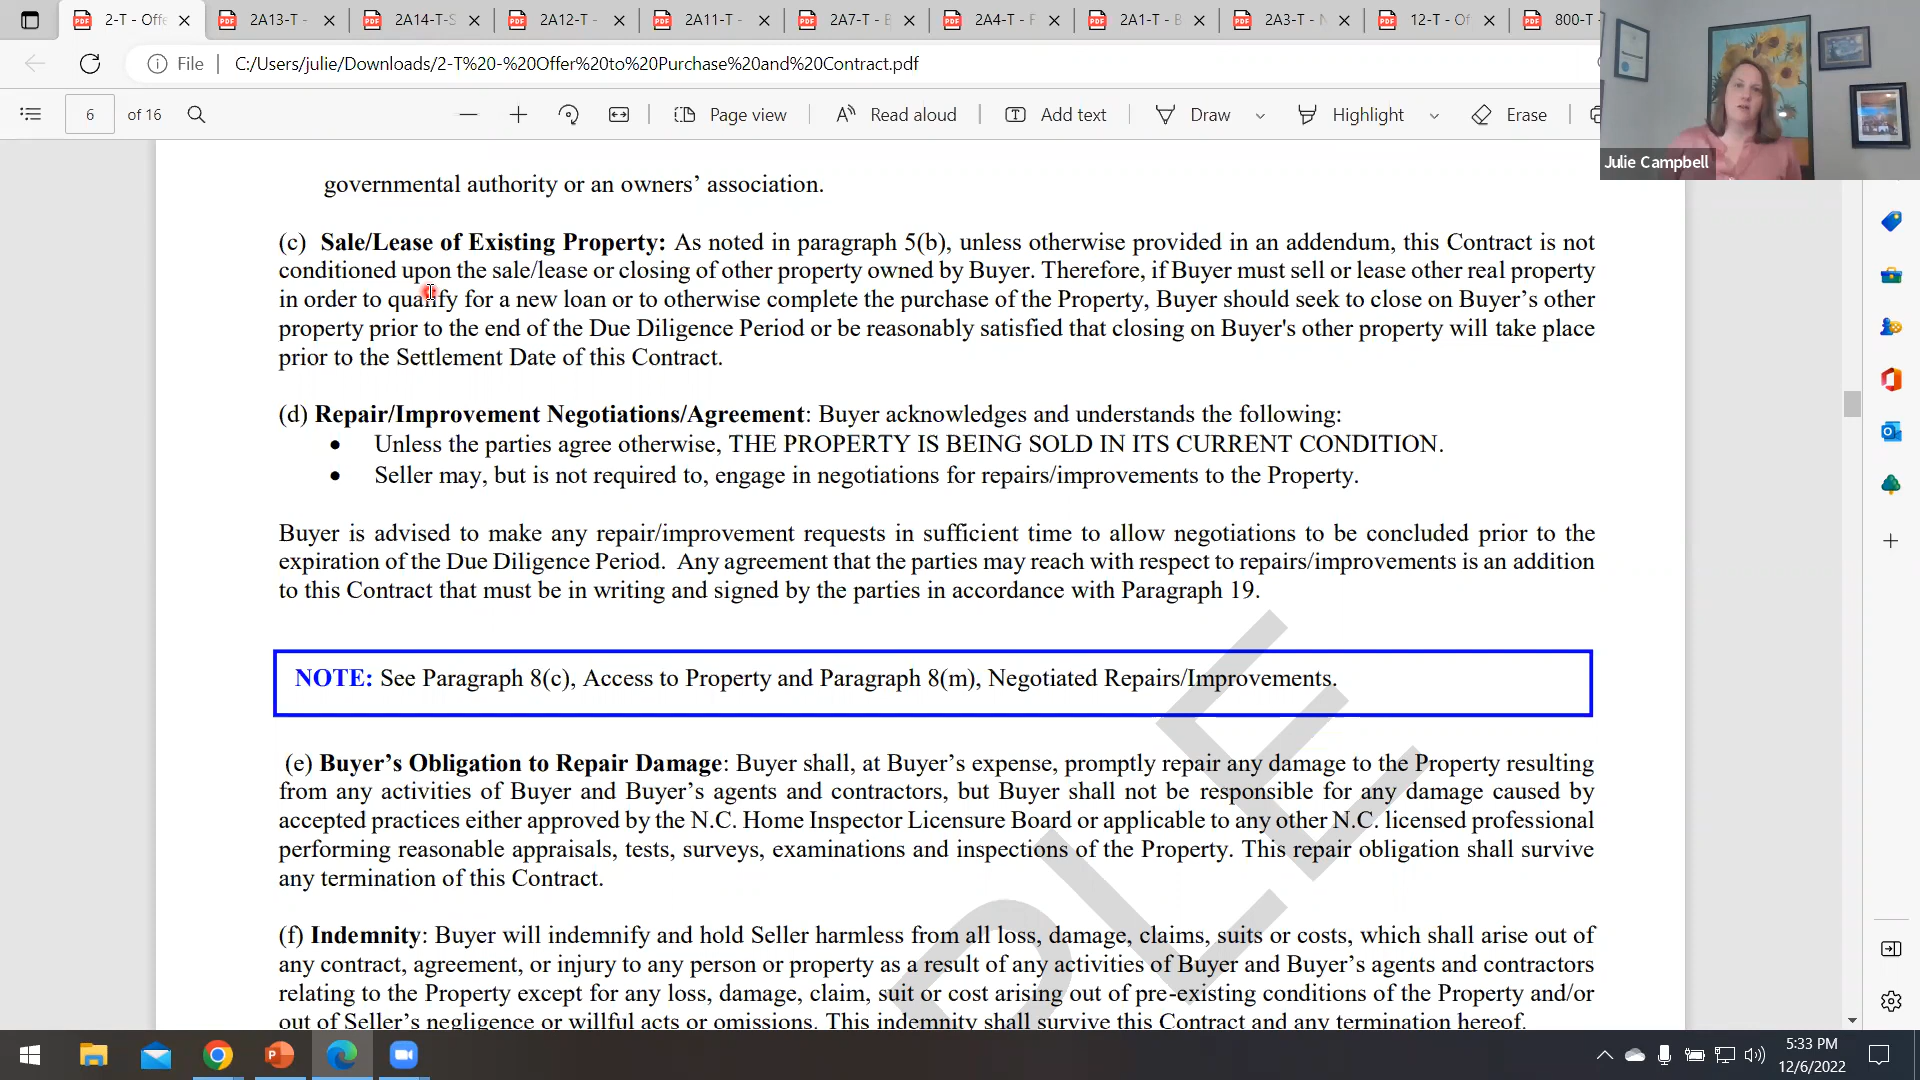 2-T - Offe
2A13-T -
2A14-T-S
2A12-T -
2A11-T -
2A7-T - B
2A4-T - F
2A1-T - B
2A3-T - N
12-T - Of
800-T -
File
C:/Users/julie/Downloads/2-T%20-%20Offer%20to%20Purchase%20and%20Contract.pdf
6 of 16
Page view
Read aloud
Add text
Draw
Highlight
Erase
Julie Campbell
governmental authority or an owners’ association.
(c) Sale/Lease of Existing Property: As noted in paragraph 5(b), unless otherwise provided in an addendum, this Contract is not
conditioned upon the sale/lease or closing of other property owned by Buyer. Therefore, if Buyer must sell or lease other real property
in order to qualify for a new loan or to otherwise complete the purchase of the Property, Buyer should seek to close on Buyer’s other
property prior to the end of the Due Diligence Period or be reasonably satisfied that closing on Buyer's other property will take place
prior to the Settlement Date of this Contract.
(d) Repair/Improvement Negotiations/Agreement: Buyer acknowledges and understands the following:
• Unless the parties agree otherwise, THE PROPERTY IS BEING SOLD IN ITS CURRENT CONDITION.
• Seller may, but is not required to, engage in negotiations for repairs/improvements to the Property.
Buyer is advised to make any repair/improvement requests in sufficient time to allow negotiations to be concluded prior to the
expiration of the Due Diligence Period. Any agreement that the parties may reach with respect to repairs/improvements is an addition
to this Contract that must be in writing and signed by the parties in accordance with Paragraph 19.
NOTE: See Paragraph 8(c), Access to Property and Paragraph 8(m), Negotiated Repairs/Improvements.
(e) Buyer’s Obligation to Repair Damage: Buyer shall, at Buyer’s expense, promptly repair any damage to the Property resulting
from any activities of Buyer and Buyer’s agents and contractors, but Buyer shall not be responsible for any damage caused by
accepted practices either approved by the N.C. Home Inspector Licensure Board or applicable to any other N.C. licensed professional
performing reasonable appraisals, tests, surveys, examinations and inspections of the Property. This repair obligation shall survive
any termination of this Contract.
(f) Indemnity: Buyer will indemnify and hold Seller harmless from all loss, damage, claims, suits or costs, which shall arise out of
any contract, agreement, or injury to any person or property as a result of any activities of Buyer and Buyer’s agents and contractors
relating to the Property except for any loss, damage, claim, suit or cost arising out of pre-existing conditions of the Property and/or
out of Seller’s negligence or willful acts or omissions. This indemnity shall survive this Contract and any termination hereof.
PLE
5:33 PM
12/6/2022